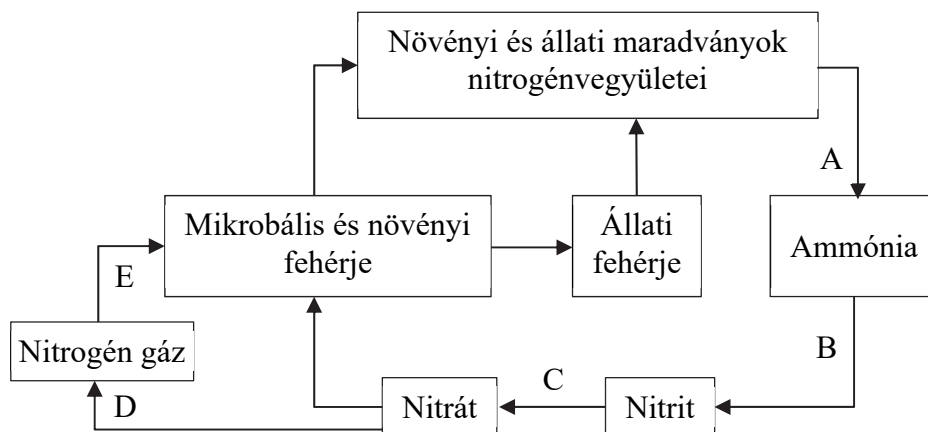 Növényi és állati maradványok
nitrogénvegyületei
A
Mikrobális és növényi
fehérje
Állati
fehérje
Ammónia
E
B
Nitrogén gáz
C
D
Nitrát
Nitrit